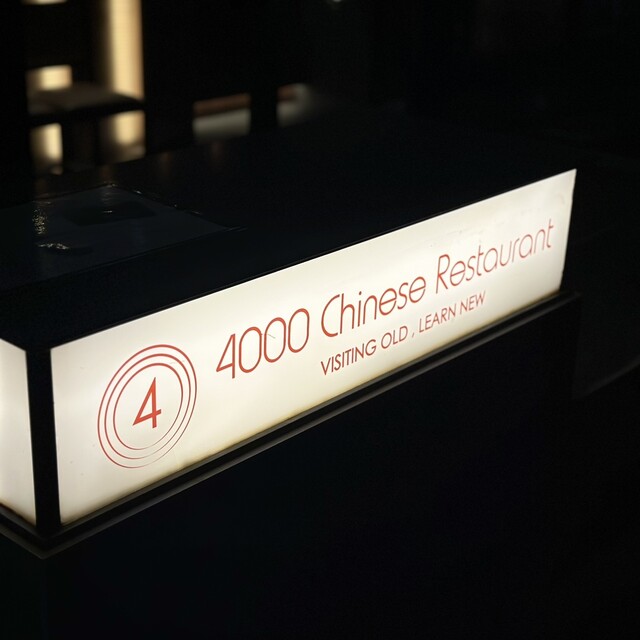 4
4000 Chinese Restaurant
VISITING OLD , LEARN NEW